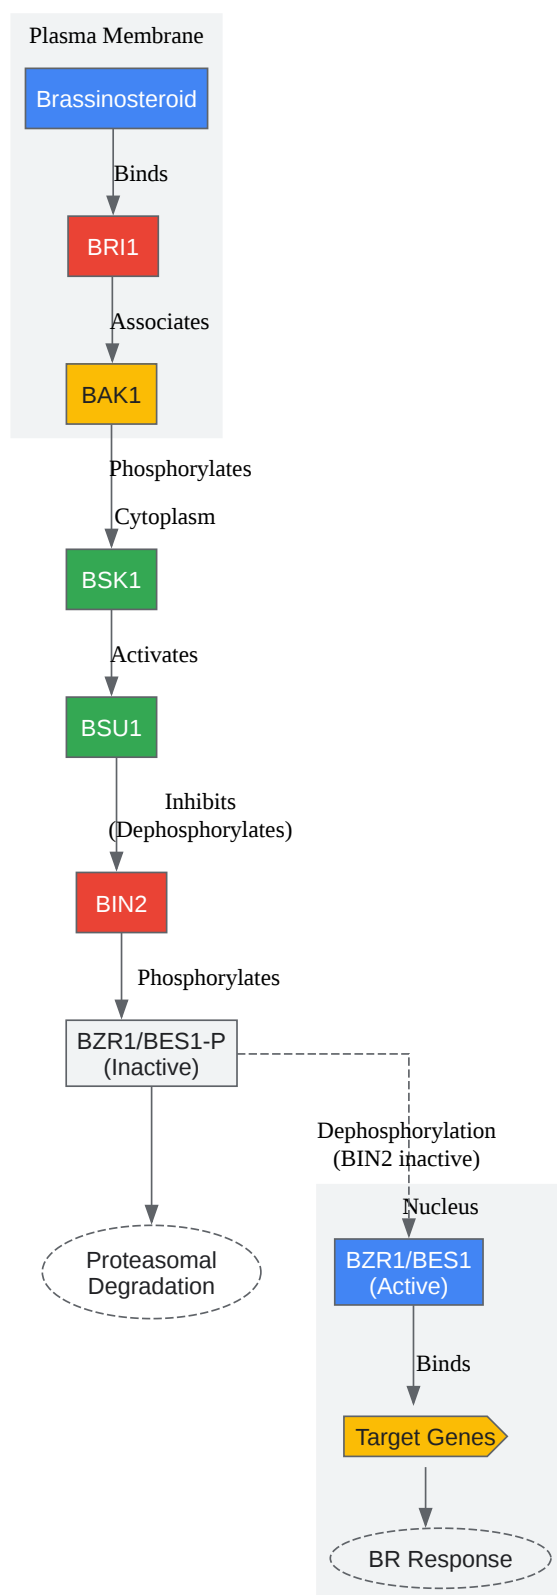 Plasma Membrane
Brassinosteroid
Binds
BRI1
Associates
BAK1
Phosphorylates
Cytoplasm
BSK1
Activates
BSU1
Inhibits
(Dephosphorylates)
BIN2
Phosphorylates
BZR1/BES1-P
(Inactive)
Dephosphorylation
(BIN2 inactive)
Nucleus
Proteasomal
Degradation
BZR1/BES1
(Active)
Binds
Target Genes
BR Response